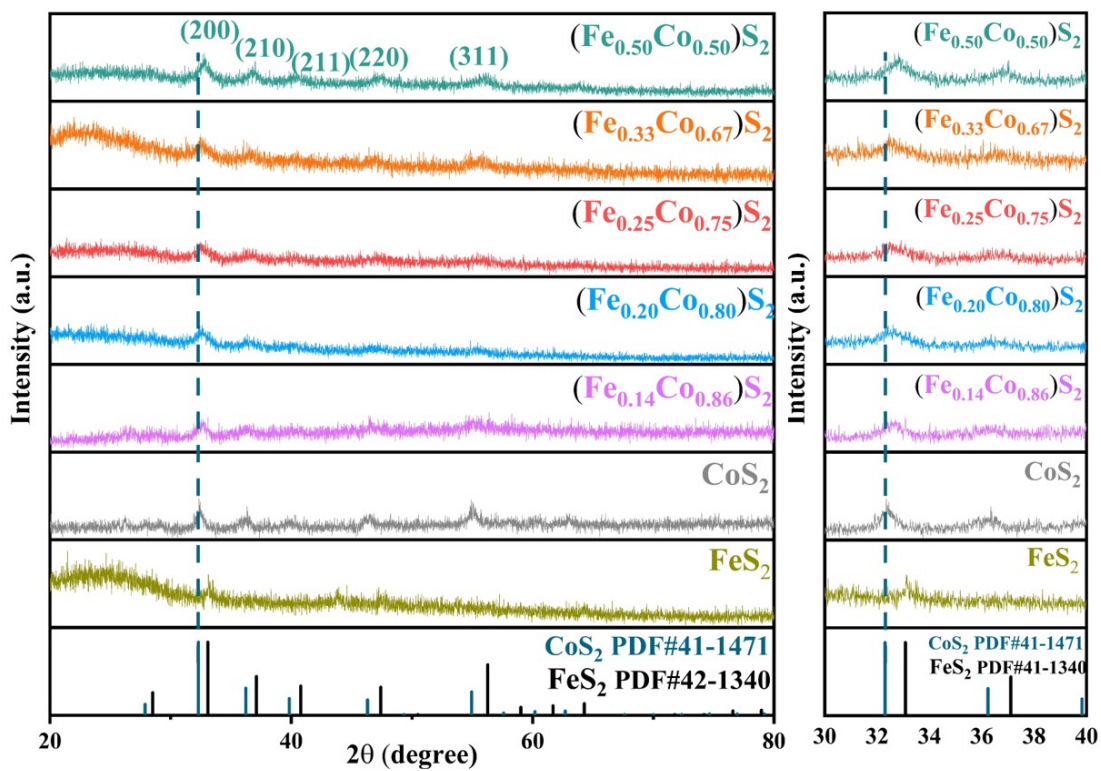 (200)
(210)
(211)
(220)
(311)
(Fe0.50Co0.50)S2
(Fe0.33Co0.67)S2
(Fe0.25Co0.75)S2
(Fe0.20Co0.80)S2
(Fe0.14Co0.86)S2
CoS2
FeS2
CoS2 PDF#41-1471
FeS2 PDF#42-1340
Intensity (a.u.)
20 40 60 80
2θ (degree)
(Fe0.50Co0.50)S2
(Fe0.33Co0.67)S2
(Fe0.25Co0.75)S2
(Fe0.20Co0.80)S2
(Fe0.14Co0.86)S2
CoS2
FeS2
CoS2 PDF#41-1471
FeS2 PDF#41-1340
Intensity (a.u.)
30 32 34 36 38 40